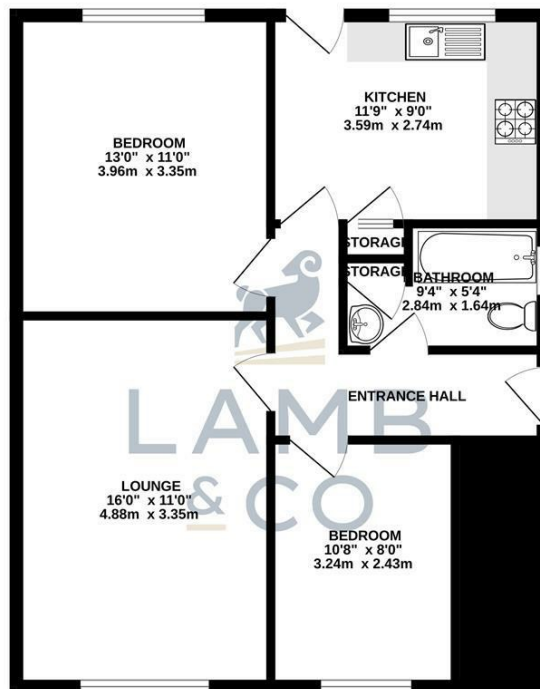 KITCHEN
11'9" x 9'0"
3.59m x 2.74m
BEDROOM
13'0" x 11'0"
3.96m x 3.35m
STORAGE
STORAGE
BATHROOM
9'4" x 5'4"
2.84m x 1.64m
ENTRANCE HALL
LAMB
& CO
LOUNGE
16'0" x 11'0"
4.88m x 3.35m
BEDROOM
10'8" x 8'0"
3.24m x 2.43m